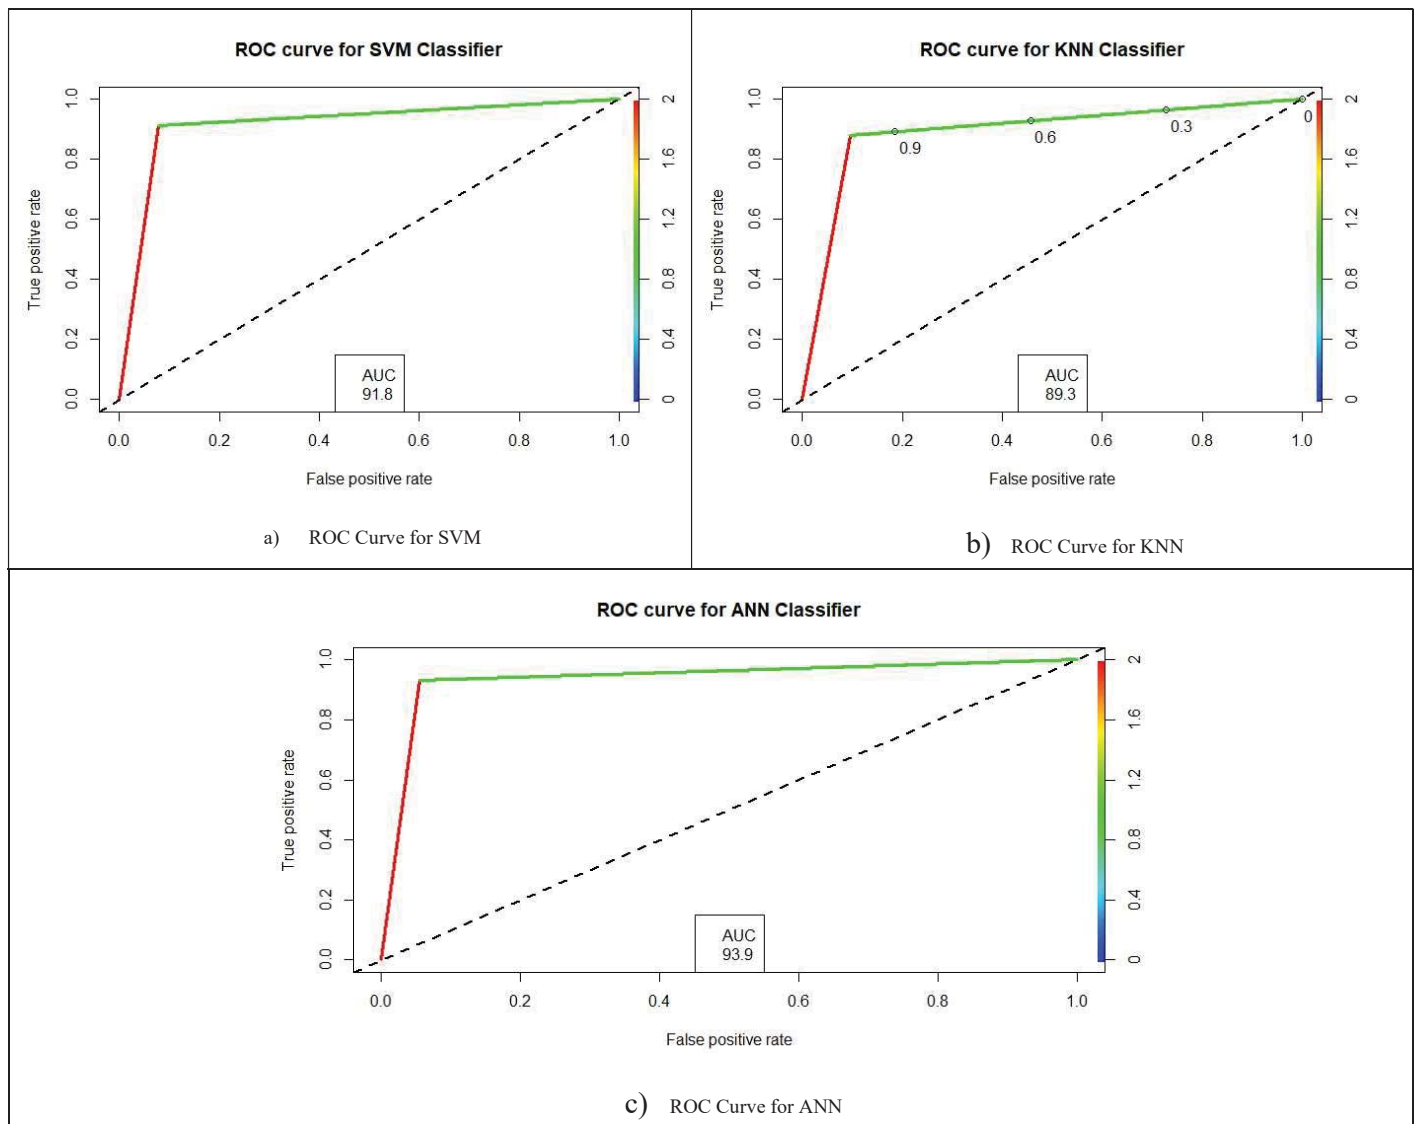 ROC curve for SVM Classifier
True positive rate
0.0 0.2 0.4 0.6 0.8 1.0
0 0.4 0.8 1.2 1.6 2
AUC
91.8
0.0 0.2 0.4 0.6 0.8 1.0
False positive rate
a) ROC Curve for SVM
ROC curve for KNN Classifier
True positive rate
0.0 0.2 0.4 0.6 0.8 1.0
0.9 0.6 0.3 0
0 0.4 0.8 1.2 1.6 2
AUC
89.3
0.0 0.2 0.4 0.6 0.8 1.0
False positive rate
b) ROC Curve for KNN
ROC curve for ANN Classifier
True positive rate
0.0 0.2 0.4 0.6 0.8 1.0
0 0.4 0.8 1.2 1.6 2
AUC
93.9
0.0 0.2 0.4 0.6 0.8 1.0
False positive rate
c) ROC Curve for ANN